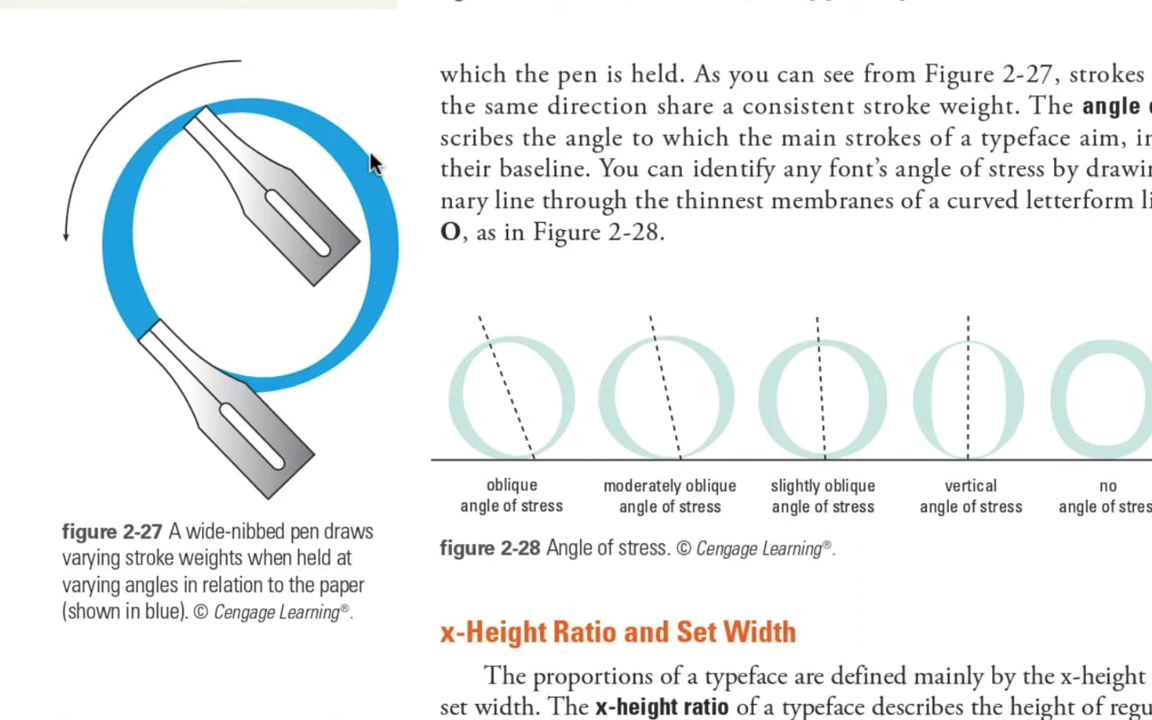 which the pen is held. As you can see from Figure 2-27, strokes
the same direction share a consistent stroke weight. The angle
scribes the angle to which the main strokes of a typeface aim,
their baseline. You can identify any font's angle of stress by
nary line through the thinnest membranes of a curved letterform
O, as in Figure 2-28.
oblique
angle of stress
moderately oblique
angle of stress
slightly oblique
angle of stress
vertical
angle of stress
no
angle of
figure 2-28 Angle of stress. © Cengage Learning®.
figure 2-27 A wide-nibbed pen draws
varying stroke weights when held at
varying angles in relation to the paper
(shown in blue). © Cengage Learning®.
x-Height Ratio and Set Width
The proportions of a typeface are defined mainly by the x-height
set width. The x-height ratio of a typeface describes the height of